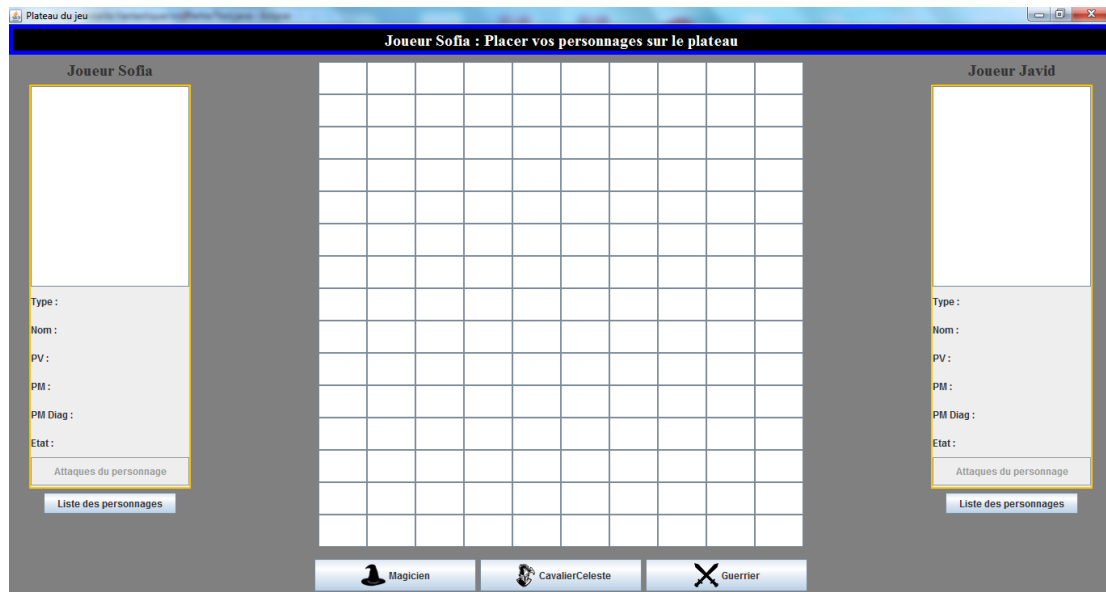 Plateau du jeu
Joueur Sofia : Placer vos personnages sur le plateau
Joueur Sofia
Type :
Nom :
PV :
PM :
PM Diag :
Etat :
Attaques du personnage
Liste des personnages
Joueur Javid
Type :
Nom :
PV :
PM :
PM Diag :
Etat :
Attaques du personnage
Liste des personnages
Magicien
CavalierCeleste
Guerrier